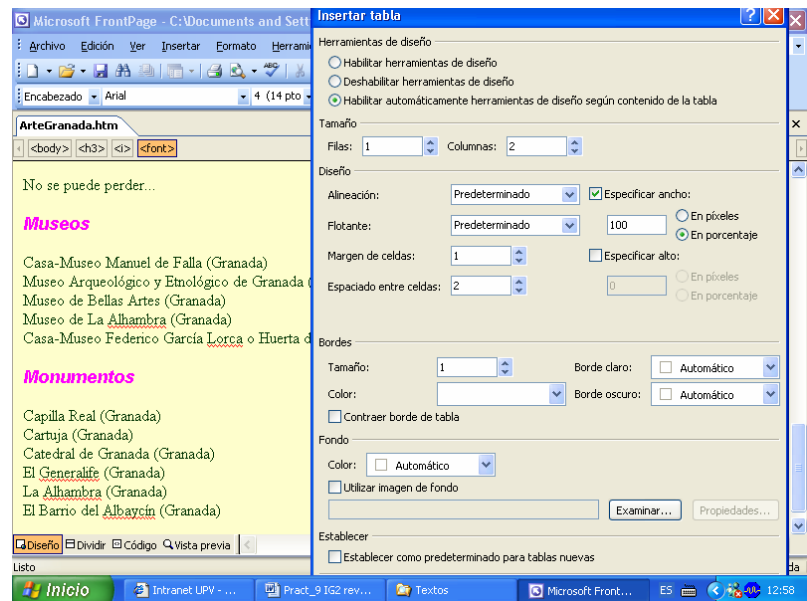 Microsoft FrontPage - C:\Documents and Sett
Archivo Edición Ver Insertar Formato Herrami
Encabezado Arial 4 (14 pto
ArteGranada.htm
<body> <h3> <i> <font>
No se puede perder...
Museos
Casa-Museo Manuel de Falla (Granada)
Museo Arqueológico y Etnológico de Granada (
Museo de Bellas Artes (Granada)
Museo de La Alhambra (Granada)
Casa-Museo Federico García Lorca o Huerta d
Monumentos
Capilla Real (Granada)
Cartuja (Granada)
Catedral de Granada (Granada)
El Generalife (Granada)
La Alhambra (Granada)
El Barrio del Albaycín (Granada)
Diseño Dividir Código Vista previa
Listo
Insertar tabla
Herramientas de diseño
Habilitar herramientas de diseño
Deshabilitar herramientas de diseño
Habilitar automáticamente herramientas de diseño según contenido de la tabla
Tamaño
Filas: 1 Columnas: 2
Diseño
Alineación: Predeterminado Especificar ancho:
Flotante: Predeterminado 100 En píxeles
En porcentaje
Margen de celdas: 1 Especificar alto:
Espaciado entre celdas: 2 0 En píxeles
En porcentaje
Bordes
Tamaño: 1 Borde claro: Automático
Color: Borde oscuro: Automático
Contraer borde de tabla
Fondo
Color: Automático
Utilizar imagen de fondo
Examinar... Propiedades...
Establecer
Establecer como predeterminado para tablas nuevas
da
Inicio Intranet UPV - ... Pract_9 IG2 rev... Textos Microsoft Front... ES 12:58